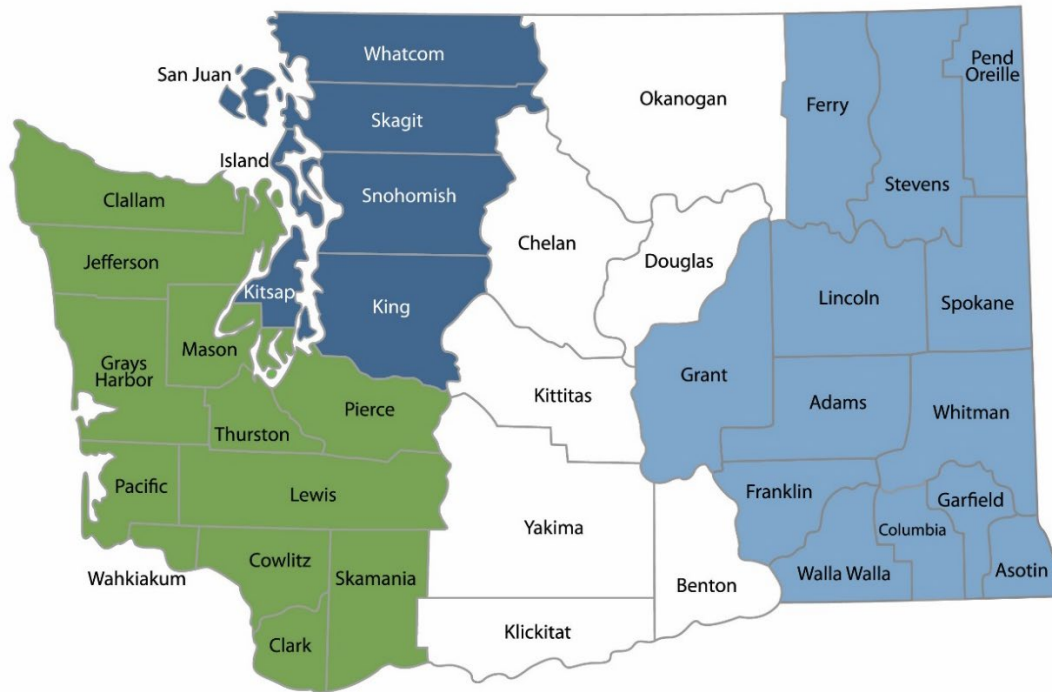 Whatcom
San Juan
Skagit
Island
Snohomish
Clallam
Jefferson
Kitsap
King
Mason
Grays
Harbor
Pierce
Thurston
Pacific
Lewis
Wahkiakum
Cowlitz
Skamania
Clark
Okanogan
Chelan
Douglas
Kittitas
Yakima
Benton
Klickitat
Ferry
Stevens
Pend
Oreille
Lincoln
Spokane
Grant
Adams
Whitman
Franklin
Garfield
Columbia
Walla Walla
Asotin